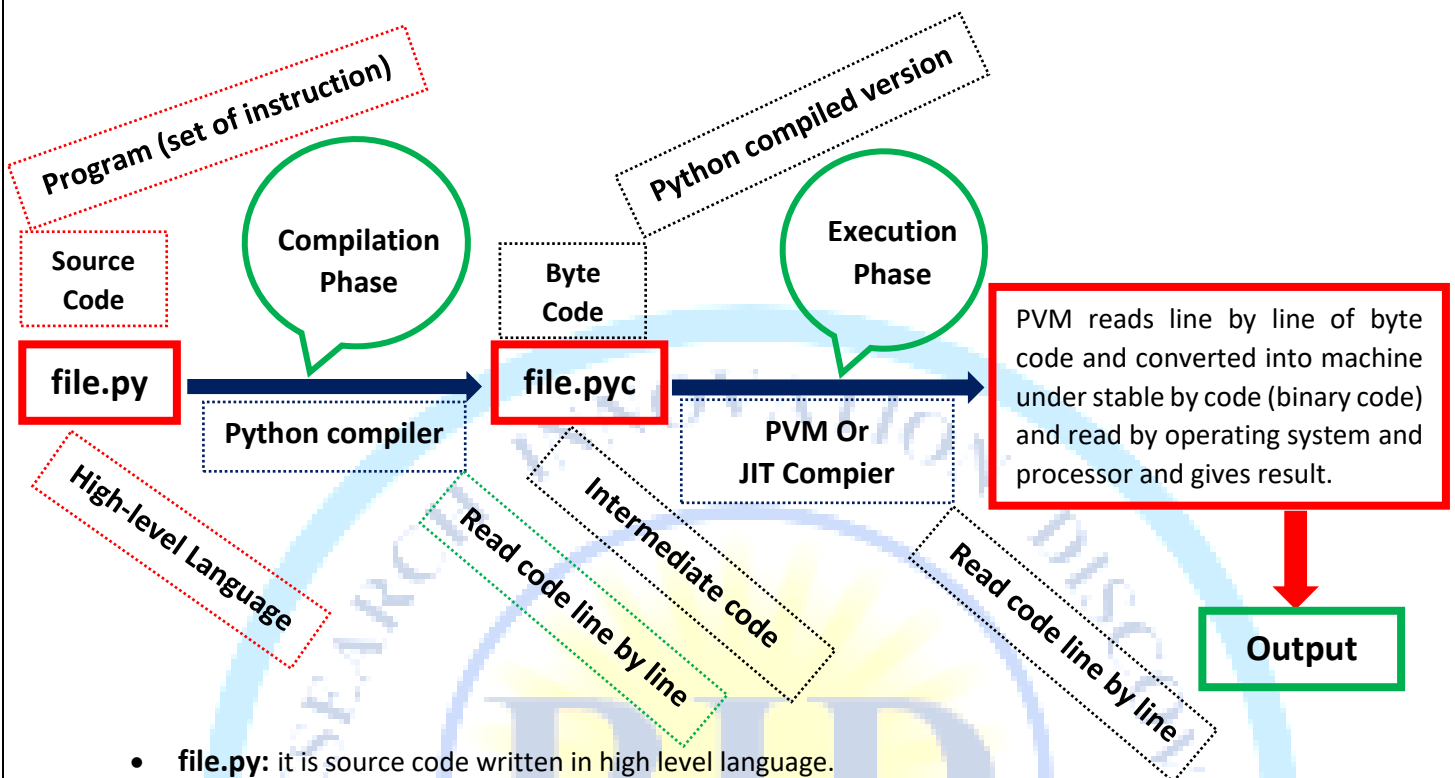 Program (set of instruction)
Source
Code
file.py
High-level Language
Compilation
Phase
Python compiler
Read code line by line
Python compiled version
Byte
Code
file.pyc
Intermediate code
Execution
Phase
PVM Or
JIT Compier
Read code line by line
PVM reads line by line of byte
code and converted into machine
under stable by code (binary code)
and read by operating system and
processor and gives result.
Output
• file.py: it is source code written in high level language.